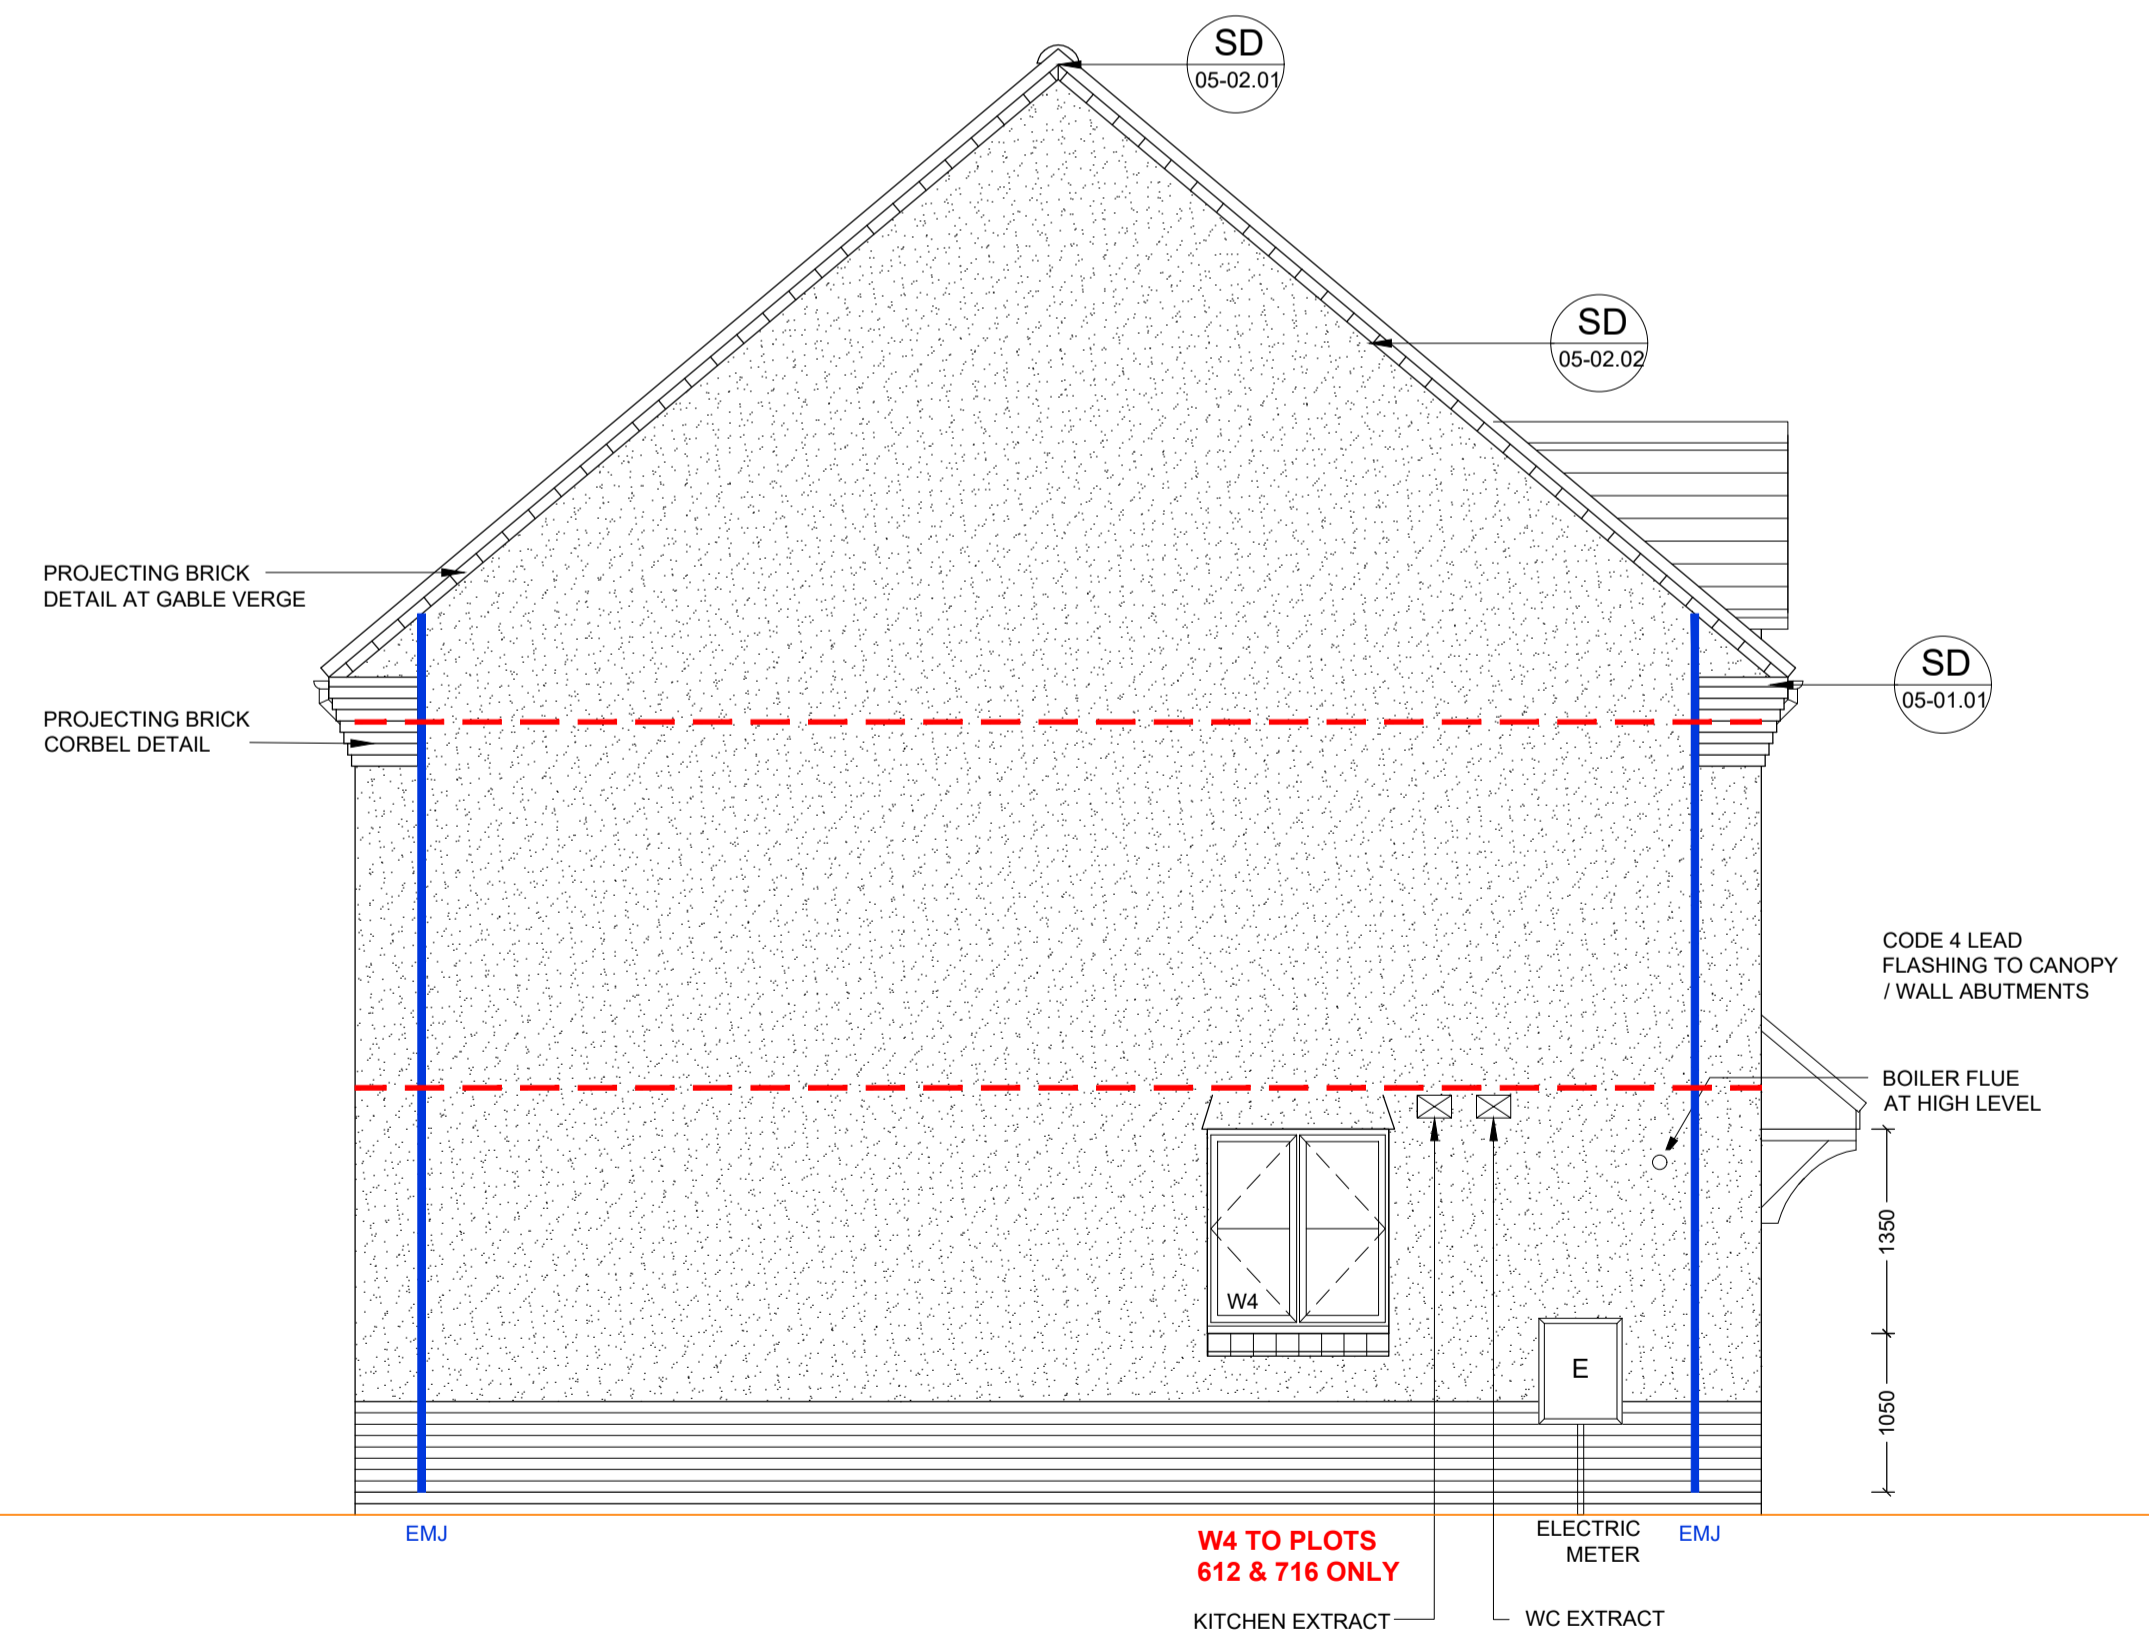 SD
05-02.01
SD
05-02.02
PROJECTING BRICK
DETAIL AT GABLE VERGE
SD
05-01.01
PROJECTING BRICK
CORBEL DETAIL
CODE 4 LEAD
FLASHING TO CANOPY
/ WALL ABUTMENTS
BOILER FLUE
AT HIGH LEVEL
1350
W4
E
1050
EMJ
W4 TO PLOTS
612 & 716 ONLY
ELECTRIC
METER
EMJ
KITCHEN EXTRACT
WC EXTRACT